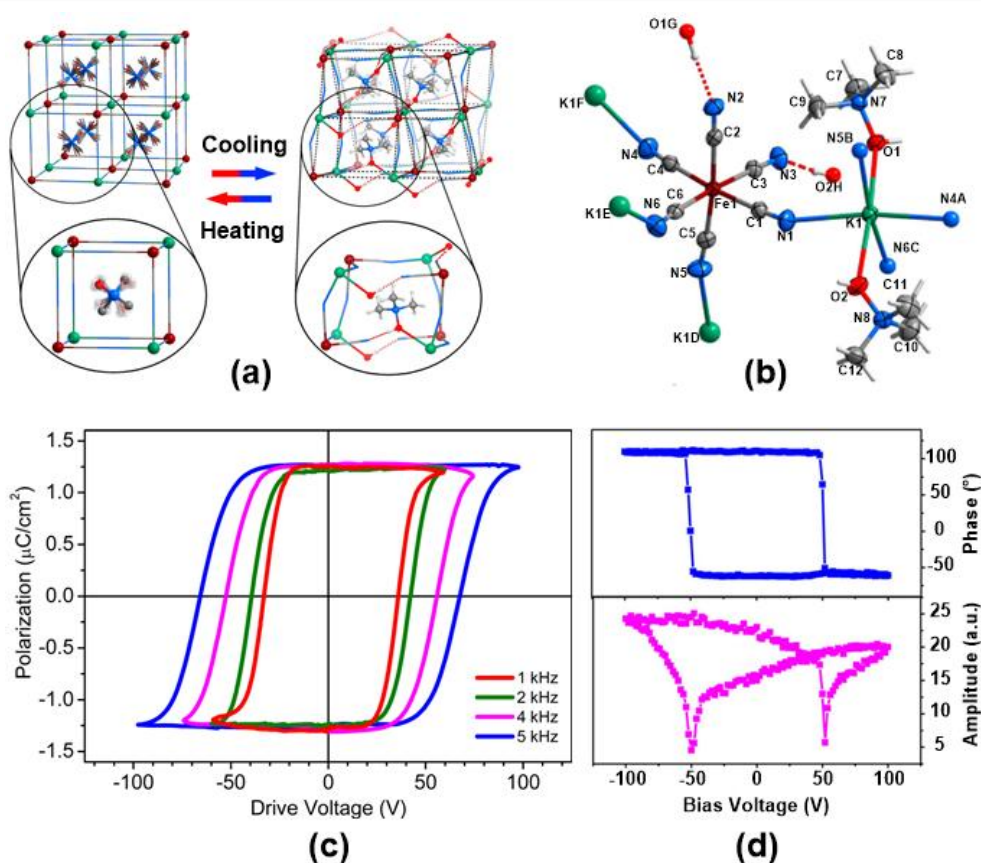 Cooling
Heating
(a)
O1G
K1F
N2
C2
N4
C4
C3
N3
Fe1
O2H
K1E
N6
C6
C1
N1
C5
N5
K1D
C8
C7
C9
N7
N5B
O1
K1
N4A
N6C
C11
O2
N8
C10
C12
(b)
Polarization (μC/cm²)
1.5
1.0
0.5
0.0
-0.5
-1.0
-1.5
1 kHz
2 kHz
4 kHz
5 kHz
-100 -50 0 50 100
Drive Voltage (V)
(c)
100
50
0
-50
Phase (°)
25
20
15
10
5
Amplitude (a.u.)
-100 -50 0 50 100
Bias Voltage (V)
(d)